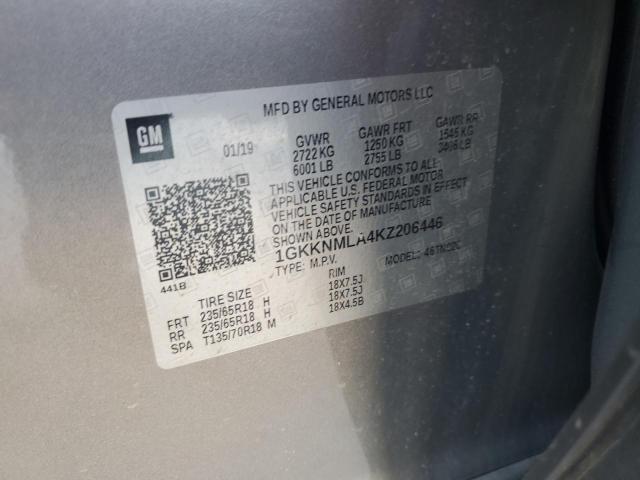 MFD BY GENERAL MOTORS LLC
GM
01/19 GVWR GAWR FRT GAWR RR
2722 KG 1250 KG 1545 KG
6001 LB 2755 LB 3406 LB
THIS VEHICLE CONFORMS TO ALL
APPLICABLE U.S. FEDERAL MOTOR
VEHICLE SAFETY STANDARDS IN EFFECT
ON THE DATE OF MANUFACTURE
SHOWN ABOVE.
1GKKNMLA4KZ206446
TYPE: M.P.V. MODEL:
441B
TIRE SIZE RIM
FRT 235/65R18 H 18X7.5J
RR 235/65R18 H 18X7.5J
SPA T135/70R18 M 18X4.5B